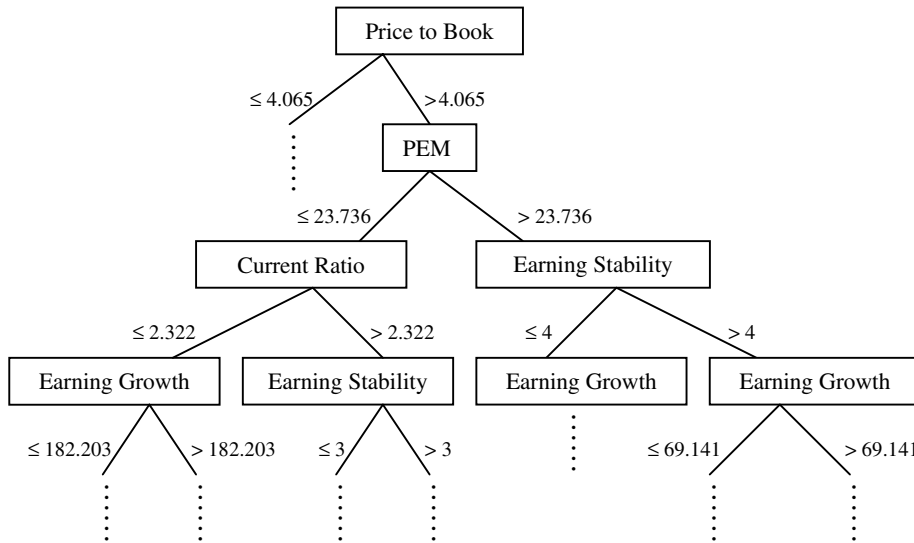 Price to Book
≤ 4.065
>4.065
PEM
≤ 23.736
> 23.736
Current Ratio
Earning Stability
≤ 2.322
> 2.322
≤ 4
> 4
Earning Growth
Earning Stability
Earning Growth
Earning Growth
≤ 182.203
> 182.203
≤ 3
> 3
≤ 69.141
> 69.141